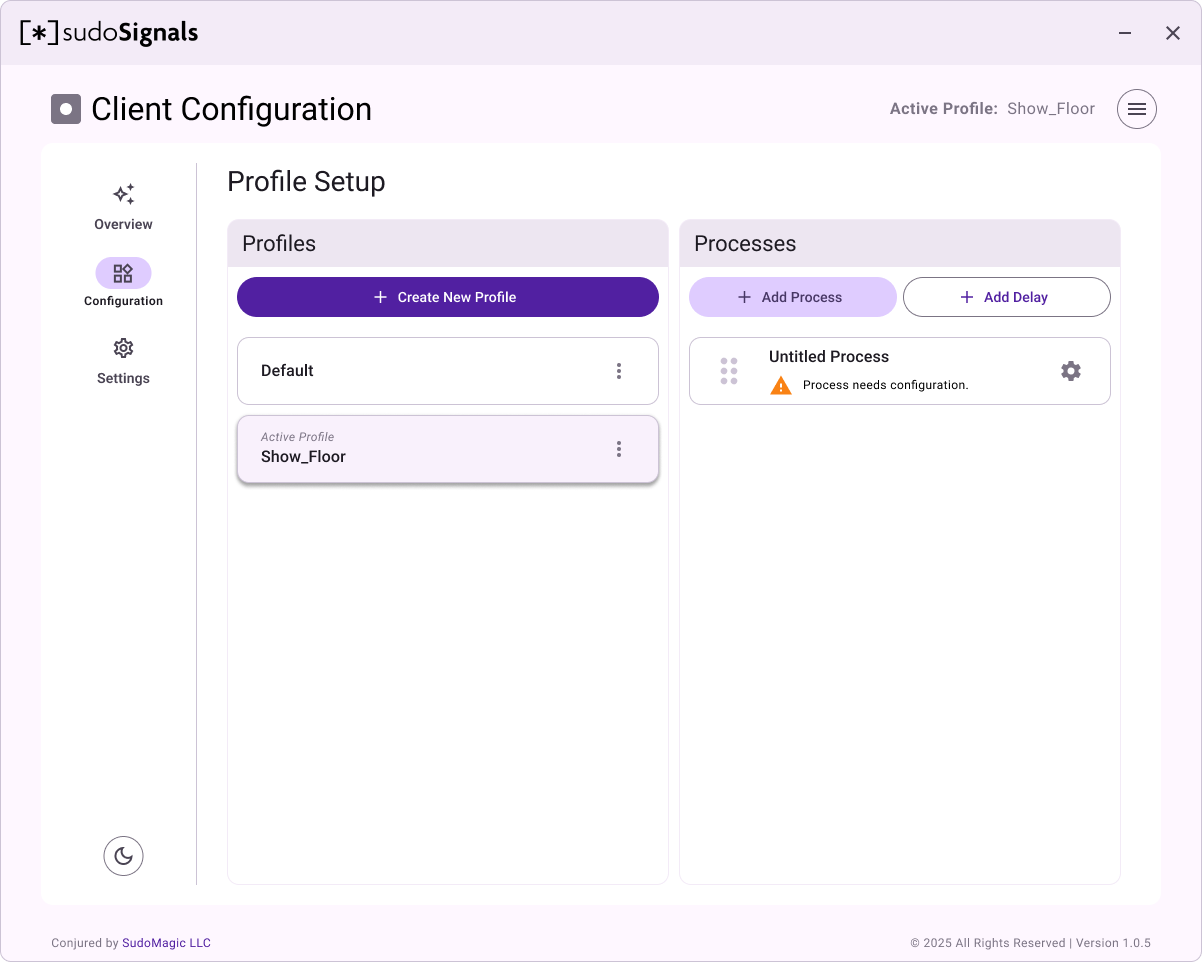 [*]sudoSignals
Client Configuration
Active Profile: Show_Floor
Overview
Configuration
Settings
Profile Setup
Profiles
Create New Profile
Default
Active Profile
Show_Floor
Processes
Add Process
Add Delay
Untitled Process
Process needs configuration.
Conjured by SudoMagic LLC
© 2025 All Rights Reserved | Version 1.0.5